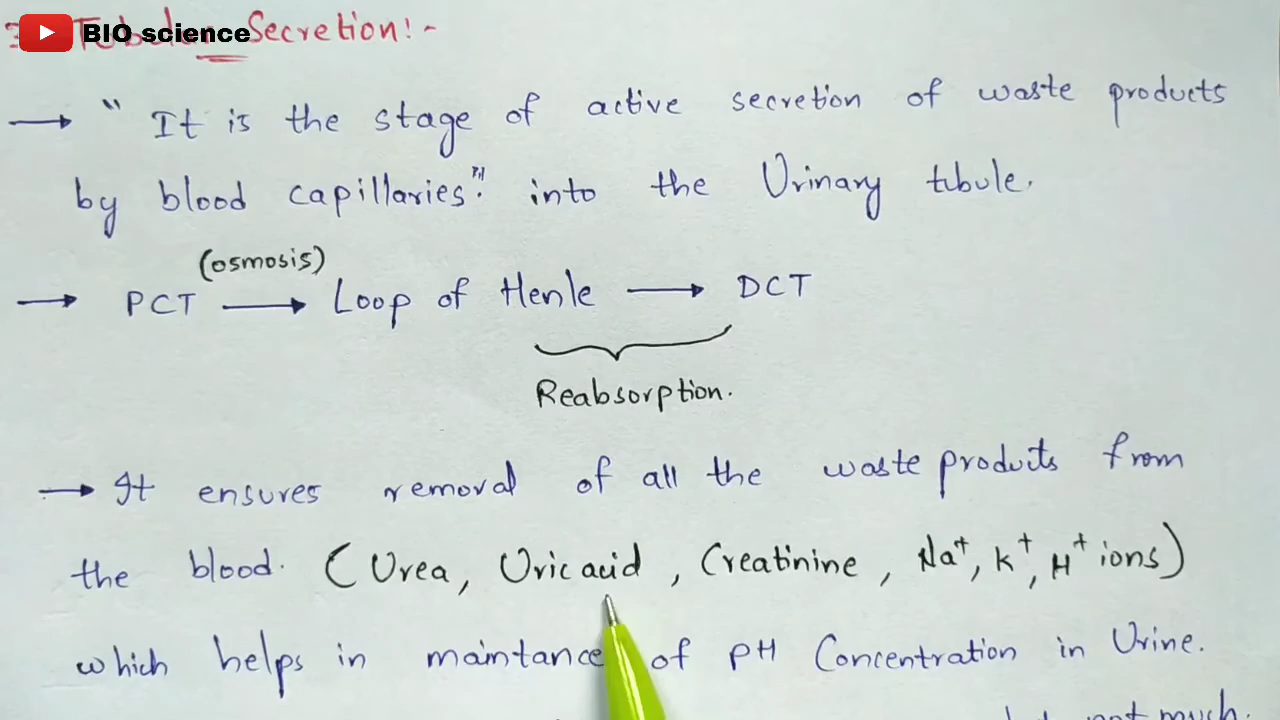 BIO science
Secretion:-
→ " It is the stage of active secretion of waste products
by blood capillaries". into the Urinary tubule.
(osmosis)
→ PCT → Loop of Henle → DCT
Reabsorption.
→ It ensures removal of all the waste products from
the blood. (Urea, Uric acid, Creatinine, Na+, K+, H+ ions)
which helps in maintance of pH Concentration in Urine.
not much.